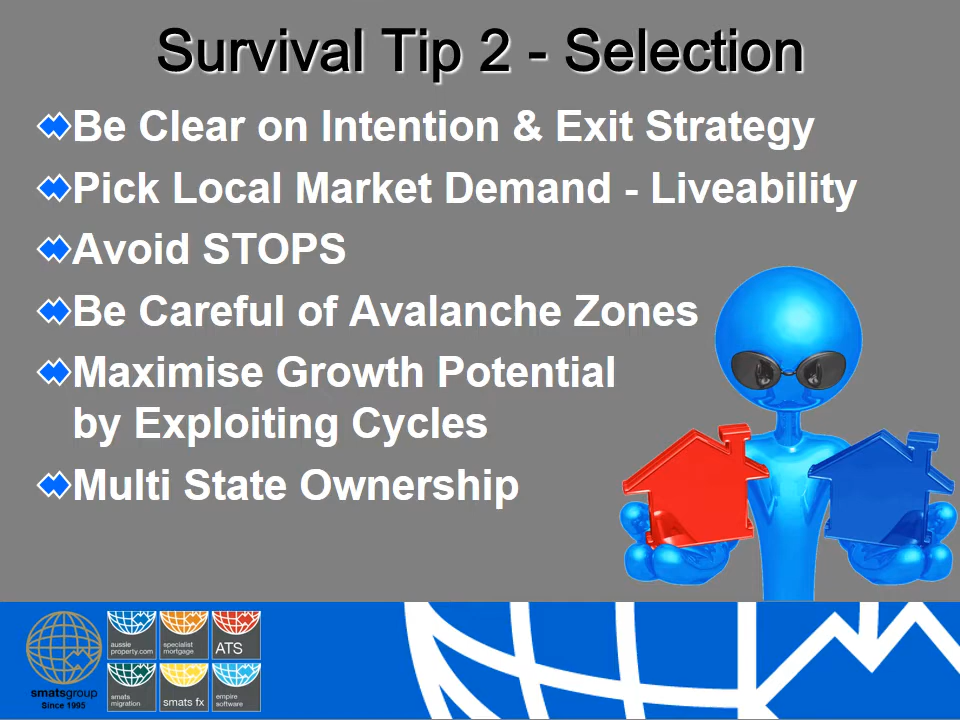 Survival Tip 2 - Selection
Be Clear on Intention & Exit Strategy
Pick Local Market Demand - Liveability
Avoid STOPS
Be Careful of Avalanche Zones
Maximise Growth Potential
by Exploiting Cycles
Multi State Ownership
smatsgroup
Since 1995
aussie
property.com
specialist
mortgage
ATS
smats
migration
smats fx
empire
software